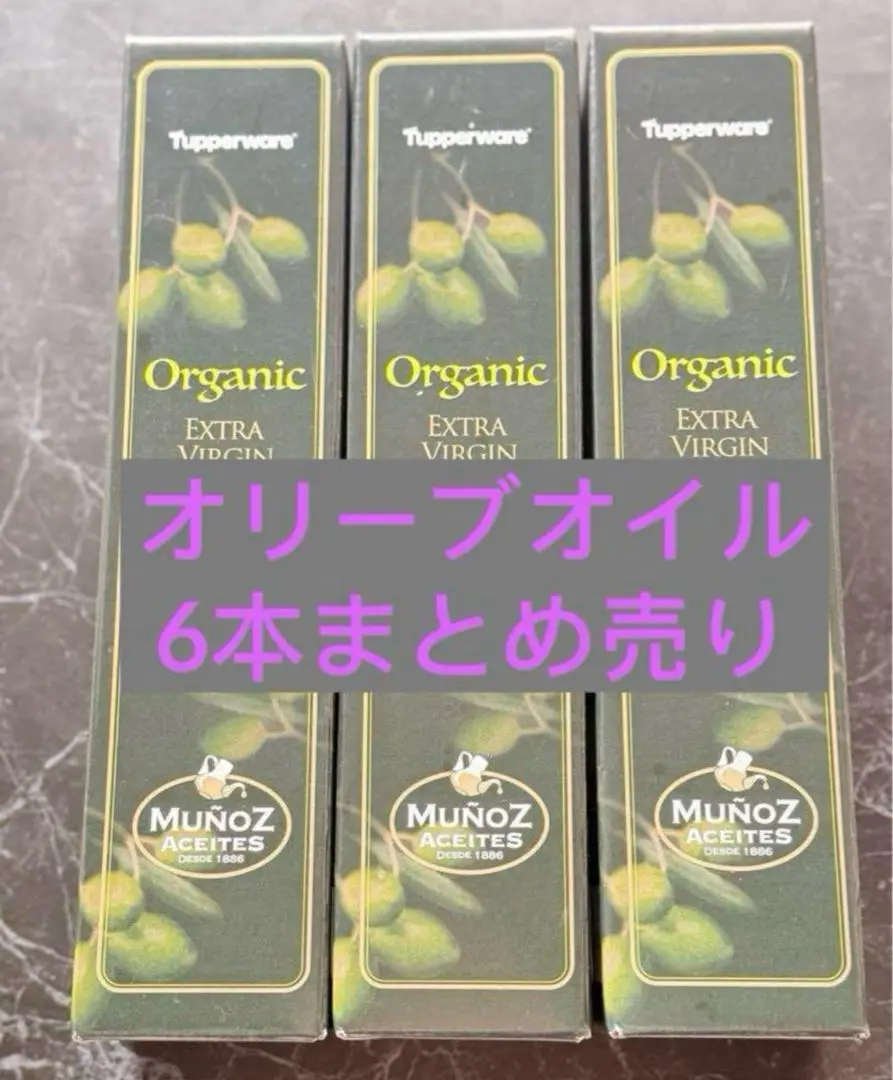 Tupperware
Organic
EXTRA
VIRGIN
MUÑOZ
ACEITES
DESDE 1886
Tupperware
Organic
EXTRA
VIRGIN
MUÑOZ
ACEITES
DESDE 1886
Tupperware
Organic
EXTRA
VIRGIN
MUÑOZ
ACEITES
DESDE 1886
オリーブオイル
6本まとめ売り